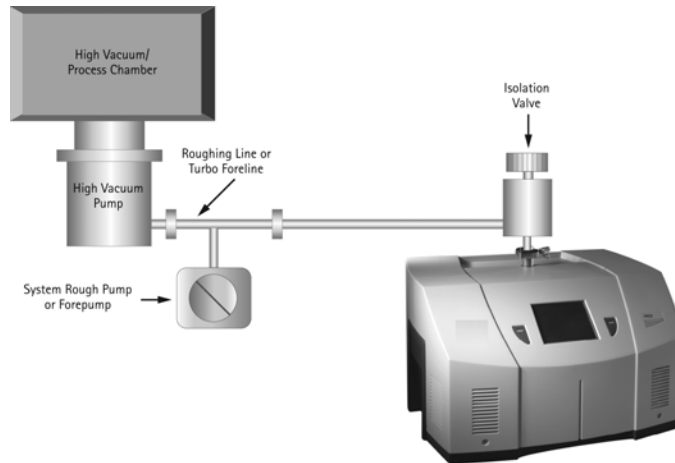 High Vacuum/
Process Chamber
Isolation
Valve
Roughing Line or
Turbo Foreline
High Vacuum
Pump
System Rough Pump
or Forepump